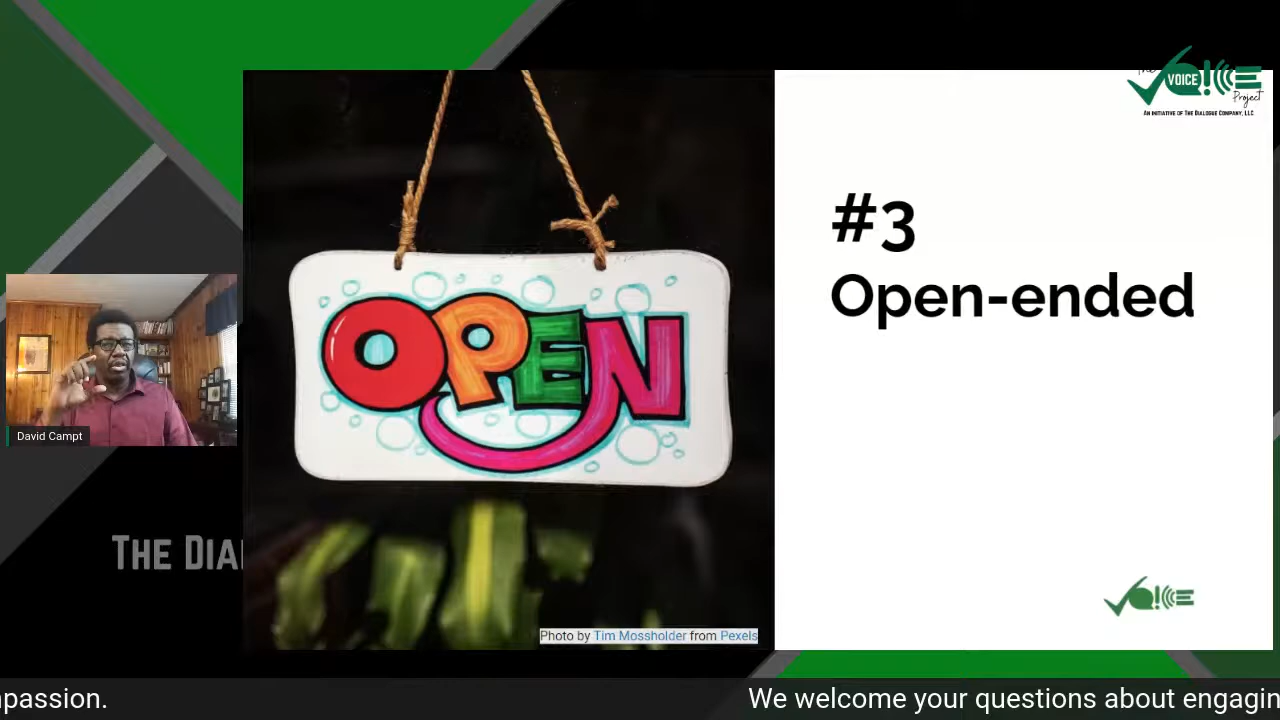 VOICE
Project
AN INITIATIVE OF THE DIALOGUE COMPANY, LLC
#3
Open-ended
OPEN
David Campt
THE DIA
Photo by Tim Mossholder from Pexels
passion.
We welcome your questions about engagin